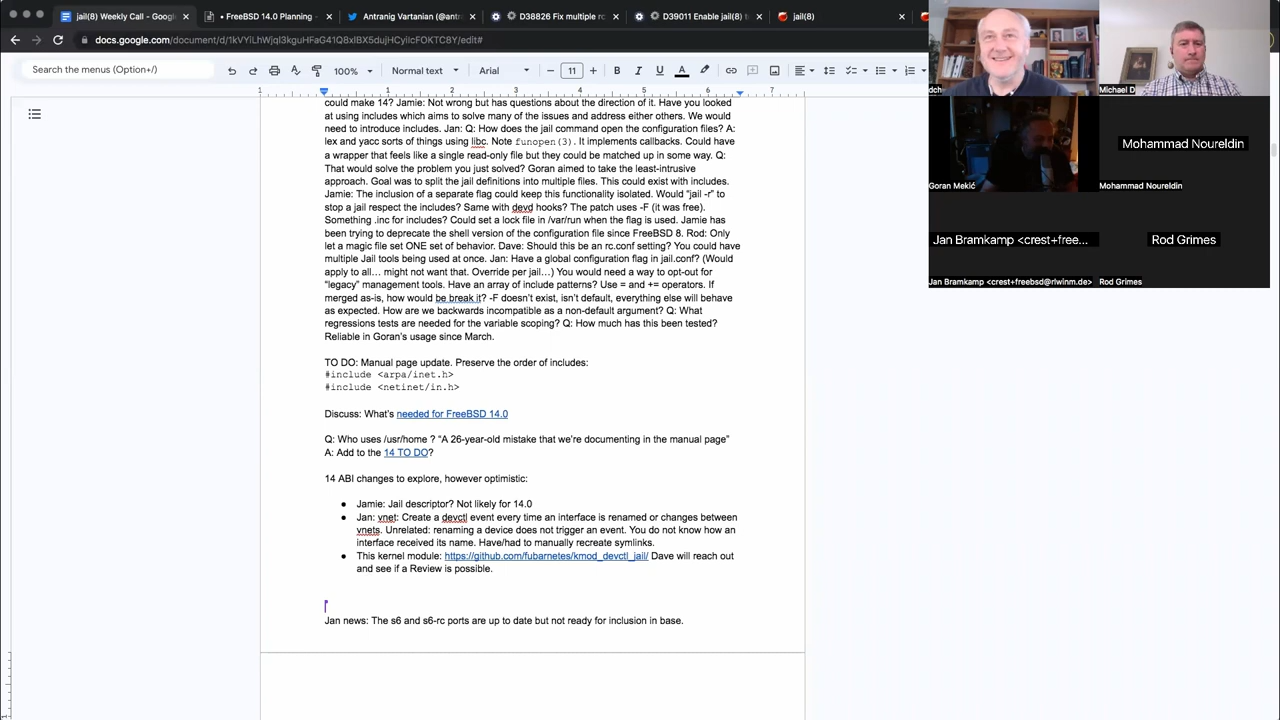 jail(8) Weekly Call - Google
• FreeBSD 14.0 Planning -
Antranig Vartanian (@antr
D38826 Fix multiple rc
D39011 Enable jail(8) t
jail(8)
Search the menus (Option+/)
100%
Normal text
Arial
11
1 1 2 3 4 5 6 7
could make 14? Jamie: Not wrong but has questions about the direction of it. Have you looked
at using includes which aims to solve many of the issues and address either others. We would
need to introduce includes. Jan: Q: How does the jail command open the configuration files? A:
lex and yacc sorts of things using libc. Note funopen(3). It implements callbacks. Could have
a wrapper that feels like a single read-only file but they could be matched up in some way. Q:
That would solve the problem you just solved? Goran aimed to take the least-intrusive
approach. Goal was to split the jail definitions into multiple files. This could exist with includes.
Jamie: The inclusion of a separate flag could keep this functionality isolated. Would "jail -r" to
stop a jail respect the includes? Same with devd hooks? The patch uses -F (it was free).
Something .inc for includes? Could set a lock file in /var/run when the flag is used. Jamie has
been trying to deprecate the shell version of the configuration file since FreeBSD 8. Rod: Only
let a magic file set ONE set of behavior. Dave: Should this be an rc.conf setting? You could have
multiple Jail tools being used at once. Jan: Have a global configuration flag in jail.conf? (Would
apply to all… might not want that. Override per jail…) You would need a way to opt-out for
"legacy" management tools. Have an array of include patterns? Use = and += operators. If
merged as-is, how would be break it? -F doesn't exist, isn't default, everything else will behave
as expected. How are we backwards incompatible as a non-default argument? Q: What
regressions tests are needed for the variable scoping? Q: How much has this been tested?
Reliable in Goran's usage since March.
TO DO: Manual page update. Preserve the order of includes:
#include <arpa/inet.h>
#include <netinet/in.h>
Discuss: What's needed for FreeBSD 14.0
Q: Who uses /usr/home ? "A 26-year-old mistake that we're documenting in the manual page"
A: Add to the 14 TO DO?
14 ABI changes to explore, however optimistic:
● Jamie: Jail descriptor? Not likely for 14.0
● Jan: vnet: Create a devctl event every time an interface is renamed or changes between
vnets. Unrelated: renaming a device does not trigger an event. You do not know how an
interface received its name. Have/had to manually recreate symlinks.
● This kernel module: https://github.com/fubarnetes/kmod_devctl_jail/ Dave will reach out
and see if a Review is possible.
Jan news: The s6 and s6-rc ports are up to date but not ready for inclusion in base.
dch
Michael D
Goran Mekić
Mohammad Noureldin
Mohammad Noureldin
Jan Bramkamp <crest+free...
Rod Grimes
Jan Bramkamp <crest+freebsd@rlwinm.de>
Rod Grimes